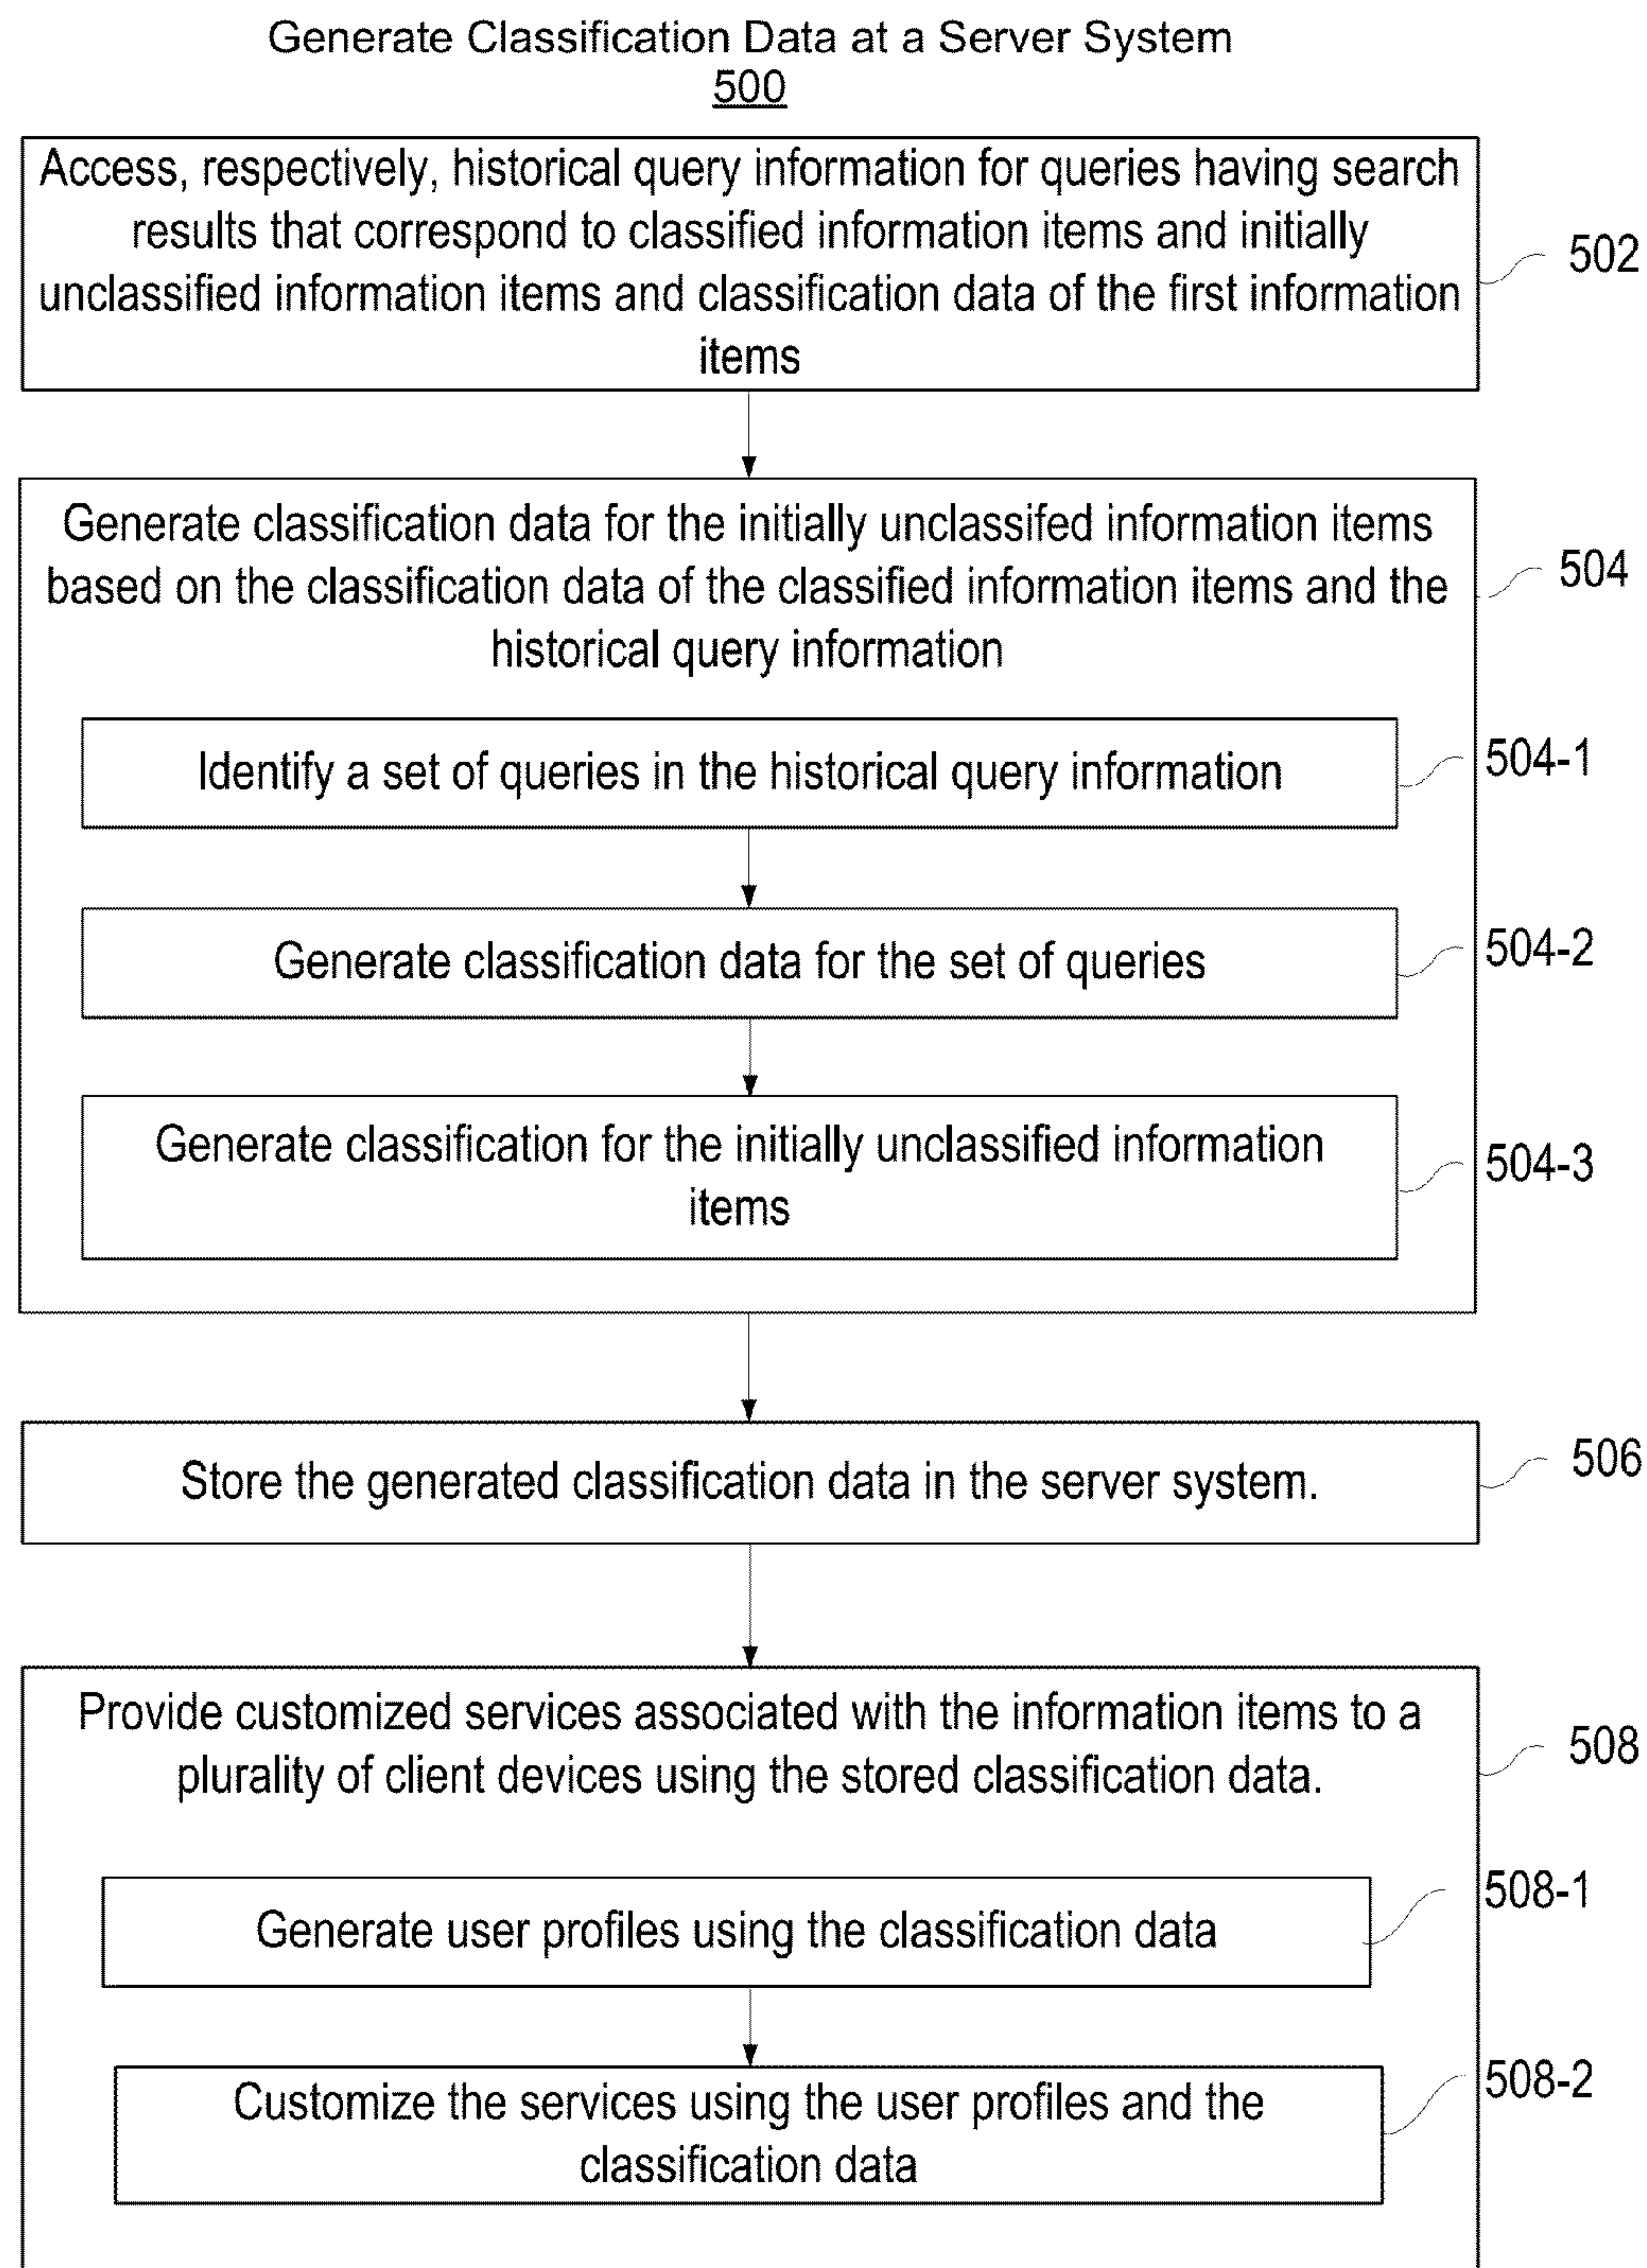 Generate Classification Data at a Server System
500
Access, respectively, historical query information for queries having search
results that correspond to classified information items and initially
unclassified information items and classification data of the first information
items
502
Generate classification data for the initially unclassifed information items
based on the classification data of the classified information items and the
historical query information
504
Identify a set of queries in the historical query information
504-1
Generate classification data for the set of queries
504-2
Generate classification for the initially unclassified information
items
504-3
Store the generated classification data in the server system.
506
Provide customized services associated with the information items to a
plurality of client devices using the stored classification data.
508
Generate user profiles using the classification data
508-1
Customize the services using the user profiles and the
classification data
508-2